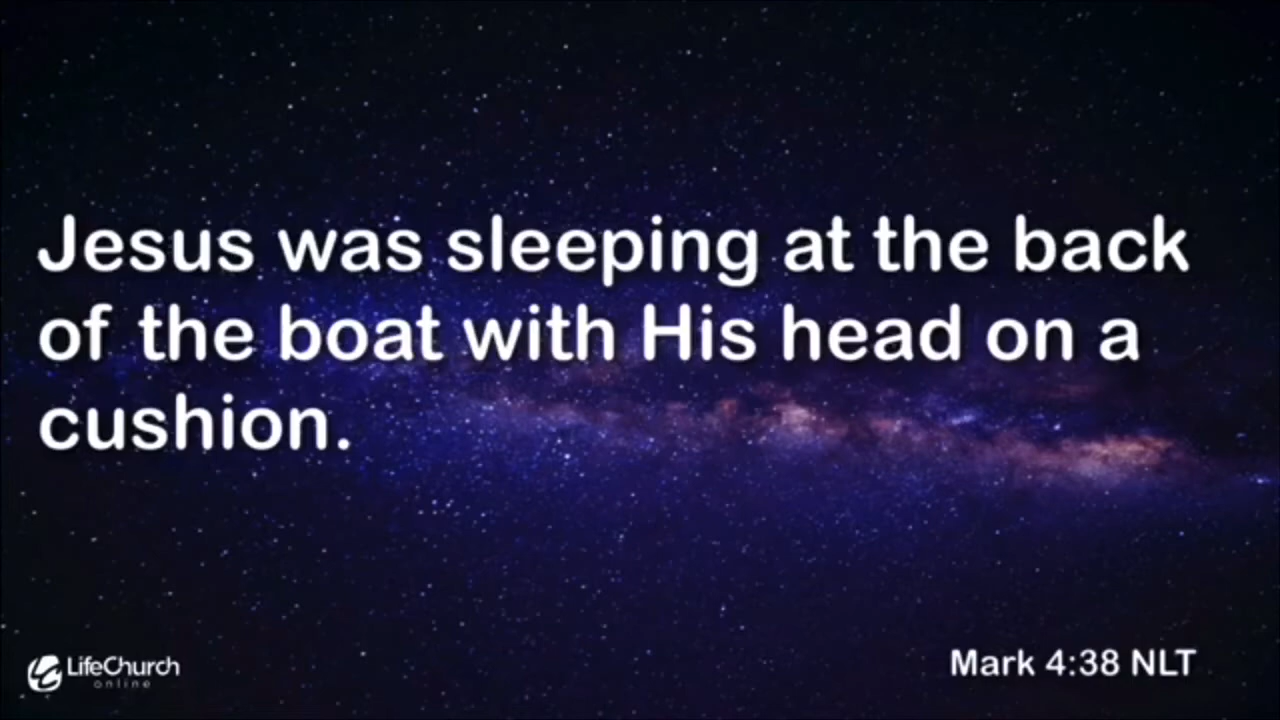 Jesus was sleeping at the back
of the boat with His head on a
cushion.
Mark 4:38 NLT
LifeChurch
online